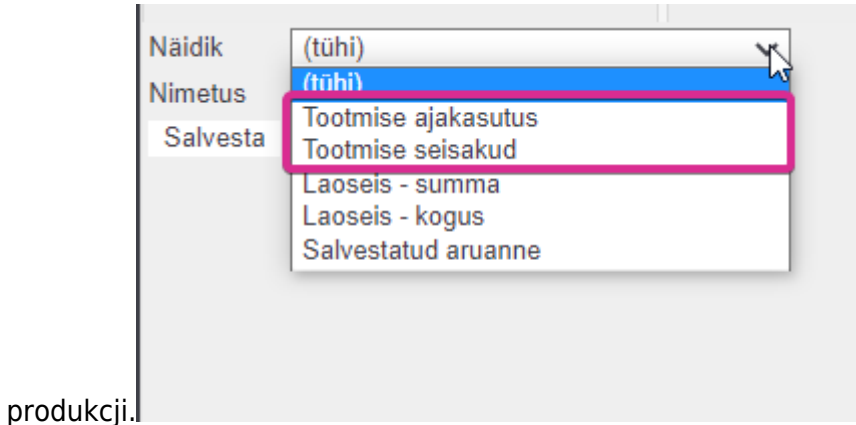 Näidik (tühi)
(tühi)
Nimetus
Tootmise ajakasutus
Salvesta
Tootmise seisakud
Laoseis - summa
Laoseis - kogus
Salvestatud aruanne
produkcji.